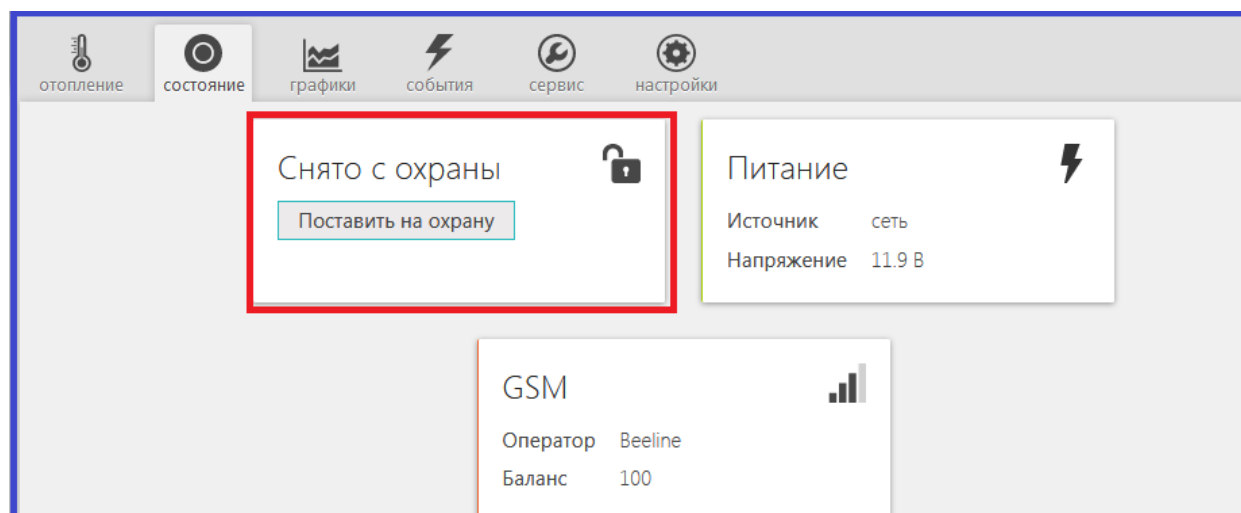 отопление состояние графики события сервис настройки
Снято с охраны
Поставить на охрану
Питание
Источник сеть
Напряжение 11.9 В
GSM
Оператор Beeline
Баланс 100